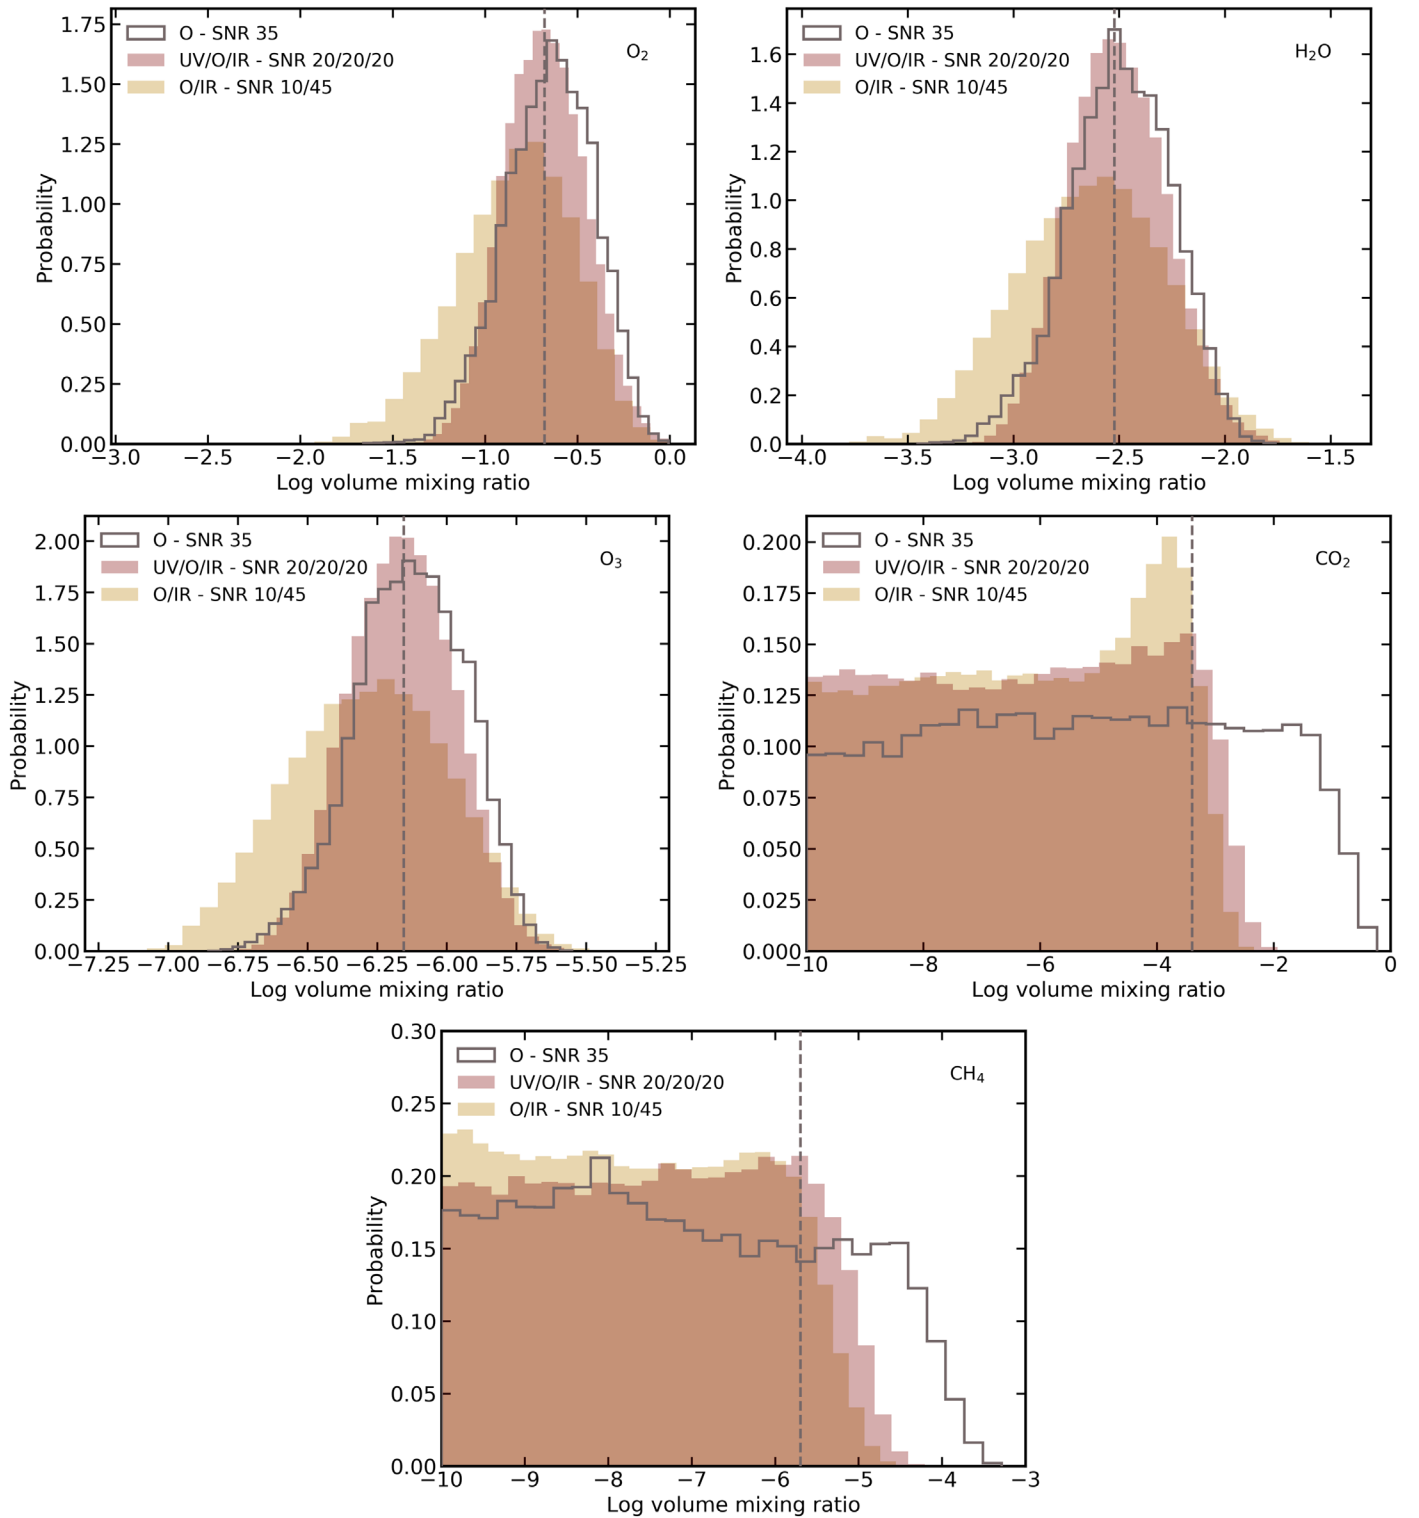 O - SNR 35
UV/O/IR - SNR 20/20/20
O/IR - SNR 10/45
O₂
Probability
1.75
1.50
1.25
1.00
0.75
0.50
0.25
0.00
−3.0 −2.5 −2.0 −1.5 −1.0 −0.5 0.0
Log volume mixing ratio
O - SNR 35
UV/O/IR - SNR 20/20/20
O/IR - SNR 10/45
H₂O
Probability
1.6
1.4
1.2
1.0
0.8
0.6
0.4
0.2
0.0
−4.0 −3.5 −3.0 −2.5 −2.0 −1.5
Log volume mixing ratio
O - SNR 35
UV/O/IR - SNR 20/20/20
O/IR - SNR 10/45
O₃
Probability
2.00
1.75
1.50
1.25
1.00
0.75
0.50
0.25
0.00
−7.25 −7.00 −6.75 −6.50 −6.25 −6.00 −5.75 −5.50 −5.25
Log volume mixing ratio
O - SNR 35
UV/O/IR - SNR 20/20/20
O/IR - SNR 10/45
CO₂
Probability
0.200
0.175
0.150
0.125
0.100
0.075
0.050
0.025
0.000
−10 −8 −6 −4 −2 0
Log volume mixing ratio
O - SNR 35
UV/O/IR - SNR 20/20/20
O/IR - SNR 10/45
CH₄
Probability
0.30
0.25
0.20
0.15
0.10
0.05
0.00
−10 −9 −8 −7 −6 −5 −4 −3
Log volume mixing ratio